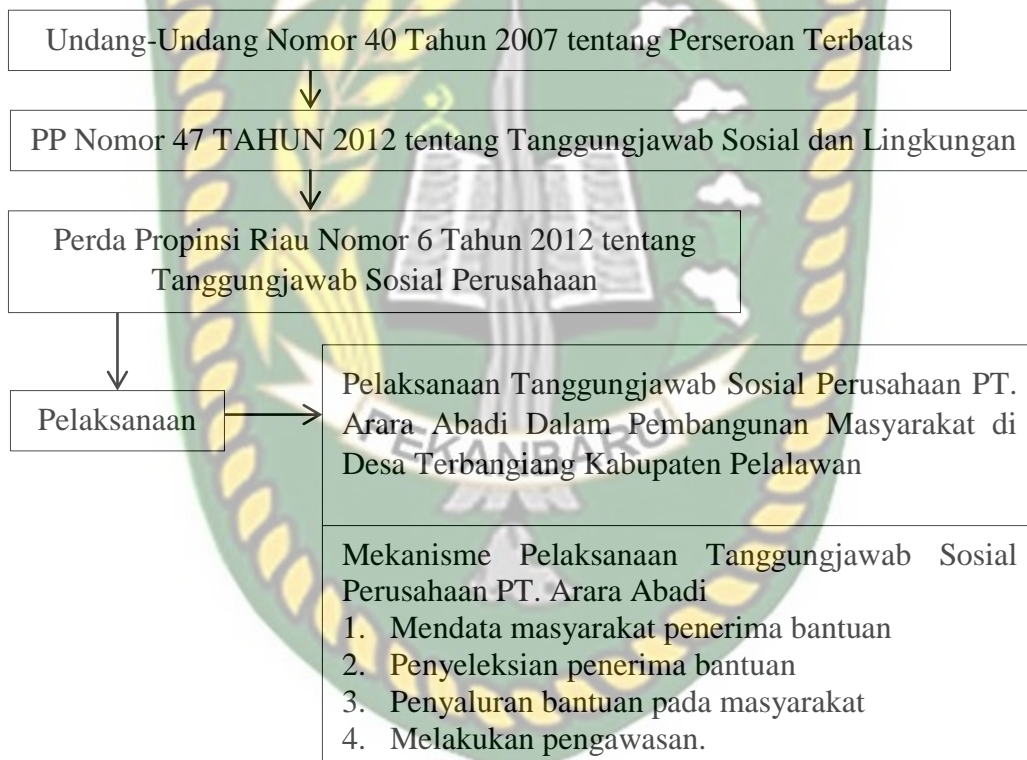 Undang-Undang Nomor 40 Tahun 2007 tentang Perseroan Terbatas
PP Nomor 47 TAHUN 2012 tentang Tanggungjawab Sosial dan Lingkungan
Perda Propinsi Riau Nomor 6 Tahun 2012 tentang
Tanggungjawab Sosial Perusahaan
Pelaksanaan
Pelaksanaan Tanggungjawab Sosial Perusahaan PT.
Arara Abadi Dalam Pembangunan Masyarakat di
Desa Terbangiang Kabupaten Pelalawan
PEKANBARU
Mekanisme Pelaksanaan Tanggungjawab Sosial
Perusahaan PT. Arara Abadi
1. Mendata masyarakat penerima bantuan
2. Penyeleksian penerima bantuan
3. Penyaluran bantuan pada masyarakat
4. Melakukan pengawasan.